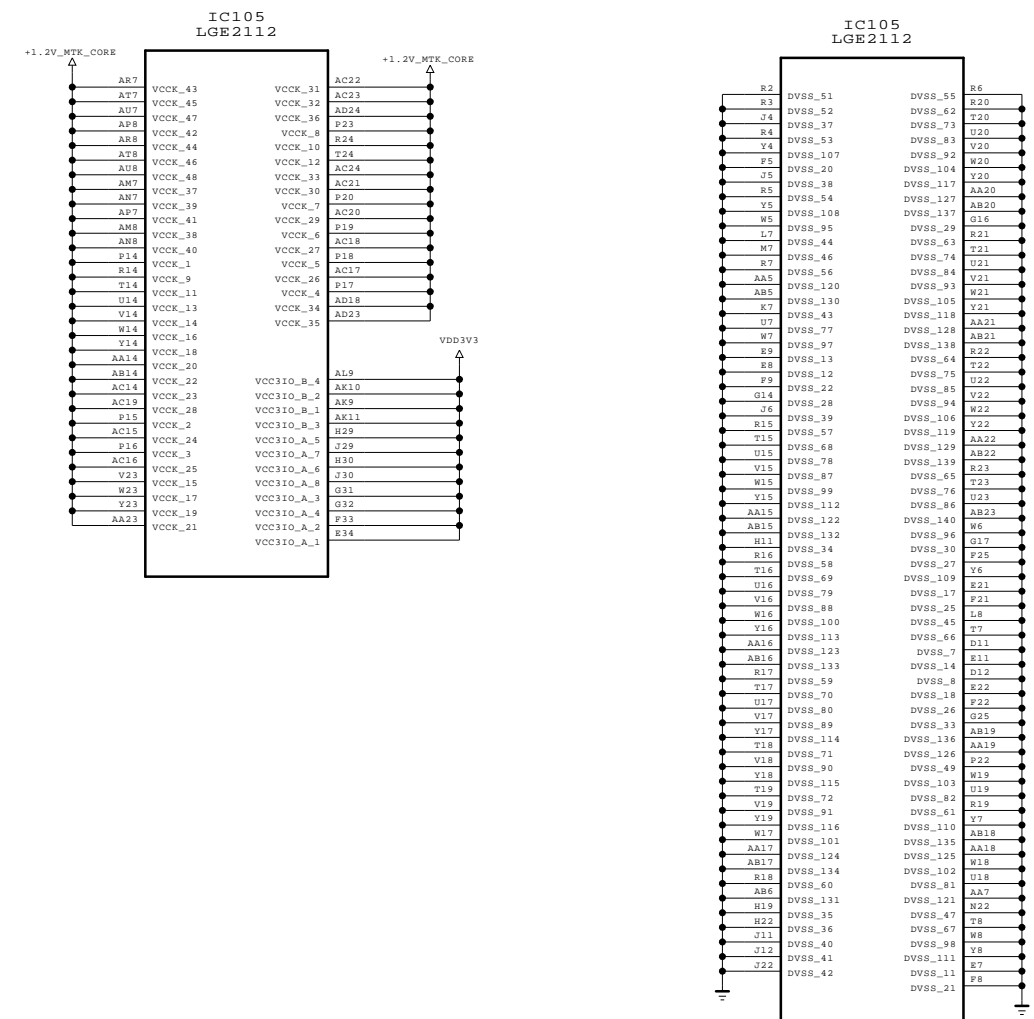 IC105
LGE2112
+1.2V_MTK_CORE
+1.2V_MTK_CORE
AR7 VCCK_43 VCCK_31 AC22
AT7 VCCK_45 VCCK_32 AC23
AU7 VCCK_47 VCCK_36 AD24
AP8 VCCK_42 VCCK_8 P23
AR8 VCCK_44 VCCK_10 R24
AT8 VCCK_46 VCCK_12 T24
AU8 VCCK_48 VCCK_33 AC24
AM7 VCCK_37 VCCK_30 AC21
AN7 VCCK_39 VCCK_7 P20
AP7 VCCK_41 VCCK_29 AC20
AM8 VCCK_38 VCCK_6 P19
AN8 VCCK_40 VCCK_27 AC18
P14 VCCK_1 VCCK_5 P18
R14 VCCK_9 VCCK_26 AC17
T14 VCCK_11 VCCK_4 P17
U14 VCCK_13 VCCK_34 AD18
V14 VCCK_14 VCCK_35 AD23
W14 VCCK_16
Y14 VCCK_18 VDD3V3
AA14 VCCK_20
AB14 VCCK_22 VCC3IO_B_4 AL9
AC14 VCCK_23 VCC3IO_B_2 AK10
AC19 VCCK_28 VCC3IO_B_1 AK9
P15 VCCK_2 VCC3IO_B_3 AK11
AC15 VCCK_24 VCC3IO_A_5 H29
P16 VCCK_3 VCC3IO_A_7 J29
AC16 VCCK_25 VCC3IO_A_6 H30
V23 VCCK_15 VCC3IO_A_8 J30
W23 VCCK_17 VCC3IO_A_3 G31
Y23 VCCK_19 VCC3IO_A_4 G32
AA23 VCCK_21 VCC3IO_A_2 F33
VCC3IO_A_1 E34
IC105
LGE2112
R2 DVSS_51 DVSS_55 R6
R3 DVSS_52 DVSS_62 R20
J4 DVSS_37 DVSS_73 T20
R4 DVSS_53 DVSS_83 U20
Y4 DVSS_107 DVSS_92 V20
F5 DVSS_20 DVSS_104 W20
J5 DVSS_38 DVSS_117 Y20
R5 DVSS_54 DVSS_127 AA20
Y5 DVSS_108 DVSS_137 AB20
W5 DVSS_95 DVSS_29 G16
L7 DVSS_44 DVSS_63 R21
M7 DVSS_46 DVSS_74 T21
R7 DVSS_56 DVSS_84 U21
AA5 DVSS_120 DVSS_93 V21
AB5 DVSS_130 DVSS_105 W21
K7 DVSS_43 DVSS_118 Y21
U7 DVSS_77 DVSS_128 AA21
W7 DVSS_97 DVSS_138 AB21
E9 DVSS_13 DVSS_64 R22
E8 DVSS_12 DVSS_75 T22
F9 DVSS_22 DVSS_85 U22
G14 DVSS_28 DVSS_94 V22
J6 DVSS_39 DVSS_106 W22
R15 DVSS_57 DVSS_119 Y22
T15 DVSS_68 DVSS_129 AA22
U15 DVSS_78 DVSS_139 AB22
V15 DVSS_87 DVSS_65 R23
W15 DVSS_99 DVSS_76 T23
Y15 DVSS_112 DVSS_86 U23
AA15 DVSS_122 DVSS_140 AB23
AB15 DVSS_132 DVSS_96 W6
H11 DVSS_34 DVSS_30 G17
R16 DVSS_58 DVSS_27 F25
T16 DVSS_69 DVSS_109 Y6
U16 DVSS_79 DVSS_17 E21
V16 DVSS_88 DVSS_25 F21
W16 DVSS_100 DVSS_45 L8
Y16 DVSS_113 DVSS_66 T7
AA16 DVSS_123 DVSS_7 D11
AB16 DVSS_133 DVSS_14 E11
R17 DVSS_59 DVSS_8 D12
T17 DVSS_70 DVSS_18 E22
U17 DVSS_80 DVSS_26 F22
V17 DVSS_89 DVSS_33 G25
Y17 DVSS_114 DVSS_136 AB19
T18 DVSS_71 DVSS_126 AA19
V18 DVSS_90 DVSS_49 P22
Y18 DVSS_115 DVSS_103 W19
T19 DVSS_72 DVSS_82 U19
V19 DVSS_91 DVSS_61 R19
Y19 DVSS_116 DVSS_110 Y7
W17 DVSS_101 DVSS_135 AB18
AA17 DVSS_124 DVSS_125 AA18
AB17 DVSS_134 DVSS_102 W18
R18 DVSS_60 DVSS_81 U18
AB6 DVSS_131 DVSS_121 AA7
H19 DVSS_35 DVSS_47 N22
H22 DVSS_36 DVSS_67 T8
J11 DVSS_40 DVSS_98 W8
J12 DVSS_41 DVSS_111 Y8
J22 DVSS_42 DVSS_11 E7
DVSS_21 F8